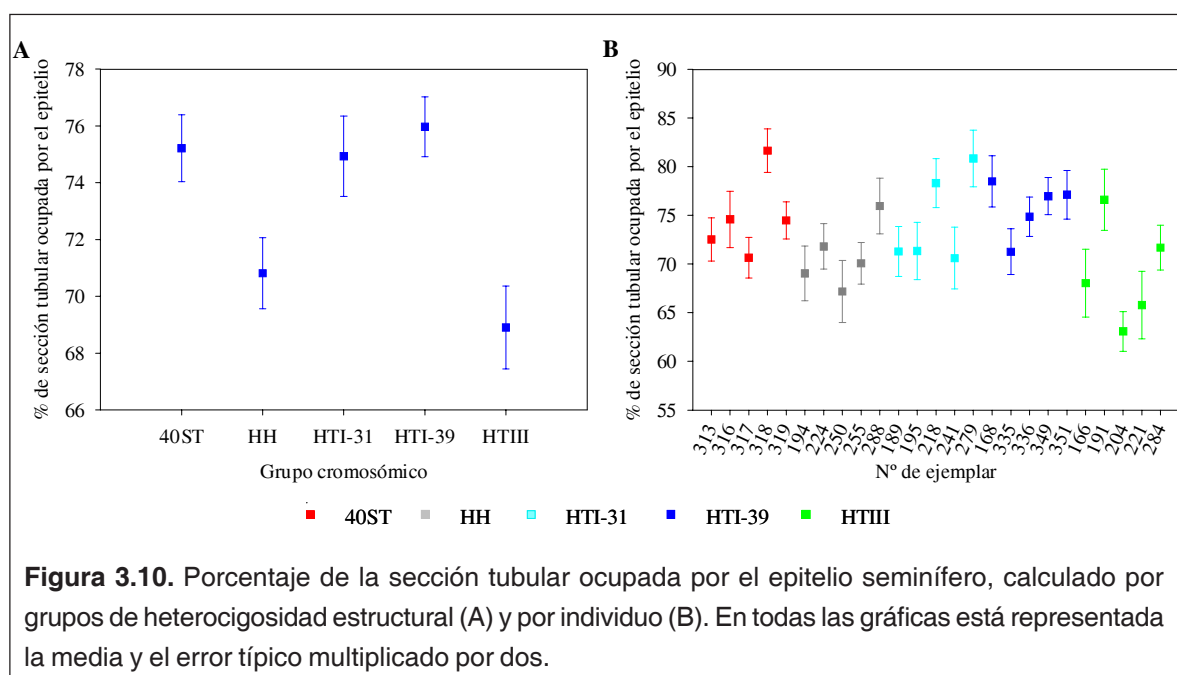 A
B
% de sección tubular ocupada por el epitelio
78
76
74
72
70
68
66
40ST HH HTI-31 HTI-39 HTIII
Grupo cromosómico
% de sección tubular ocupada por el epitelio
90
85
80
75
70
65
60
55
313 316 317 318 319 194 224 250 255 288 189 195 218 241 279 168 335 336 349 351 166 191 204 221 284
Nº de ejemplar
40ST HH HTI-31 HTI-39 HTIII
Figura 3.10. Porcentaje de la sección tubular ocupada por el epitelio seminífero, calculado por
grupos de heterocigosidad estructural (A) y por individuo (B). En todas las gráficas está representada
la media y el error típico multiplicado por dos.